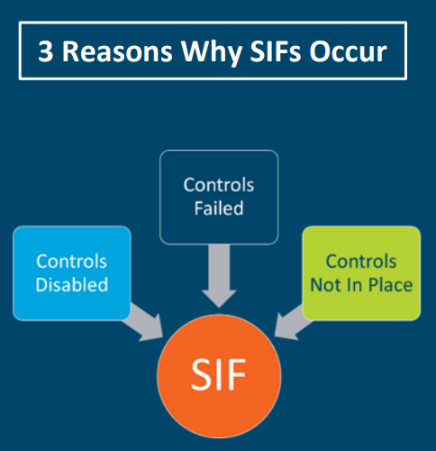 3 Reasons Why SIFs Occur
Controls
Failed
Controls
Disabled
Controls
Not In Place
SIF